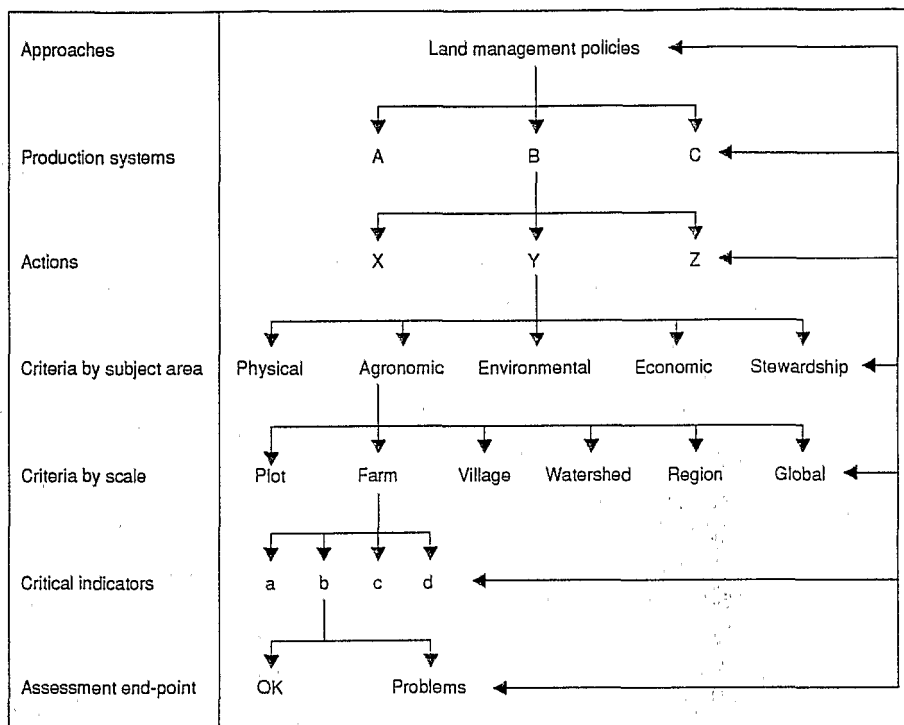 Approaches Land management policies
Production systems A B C
Actions X Y Z
Criteria by subject area Physical Agronomic Environmental Economic Stewardship
Criteria by scale Plot Farm Village Watershed Region Global
Critical indicators a b c d
Assessment end-point OK Problems